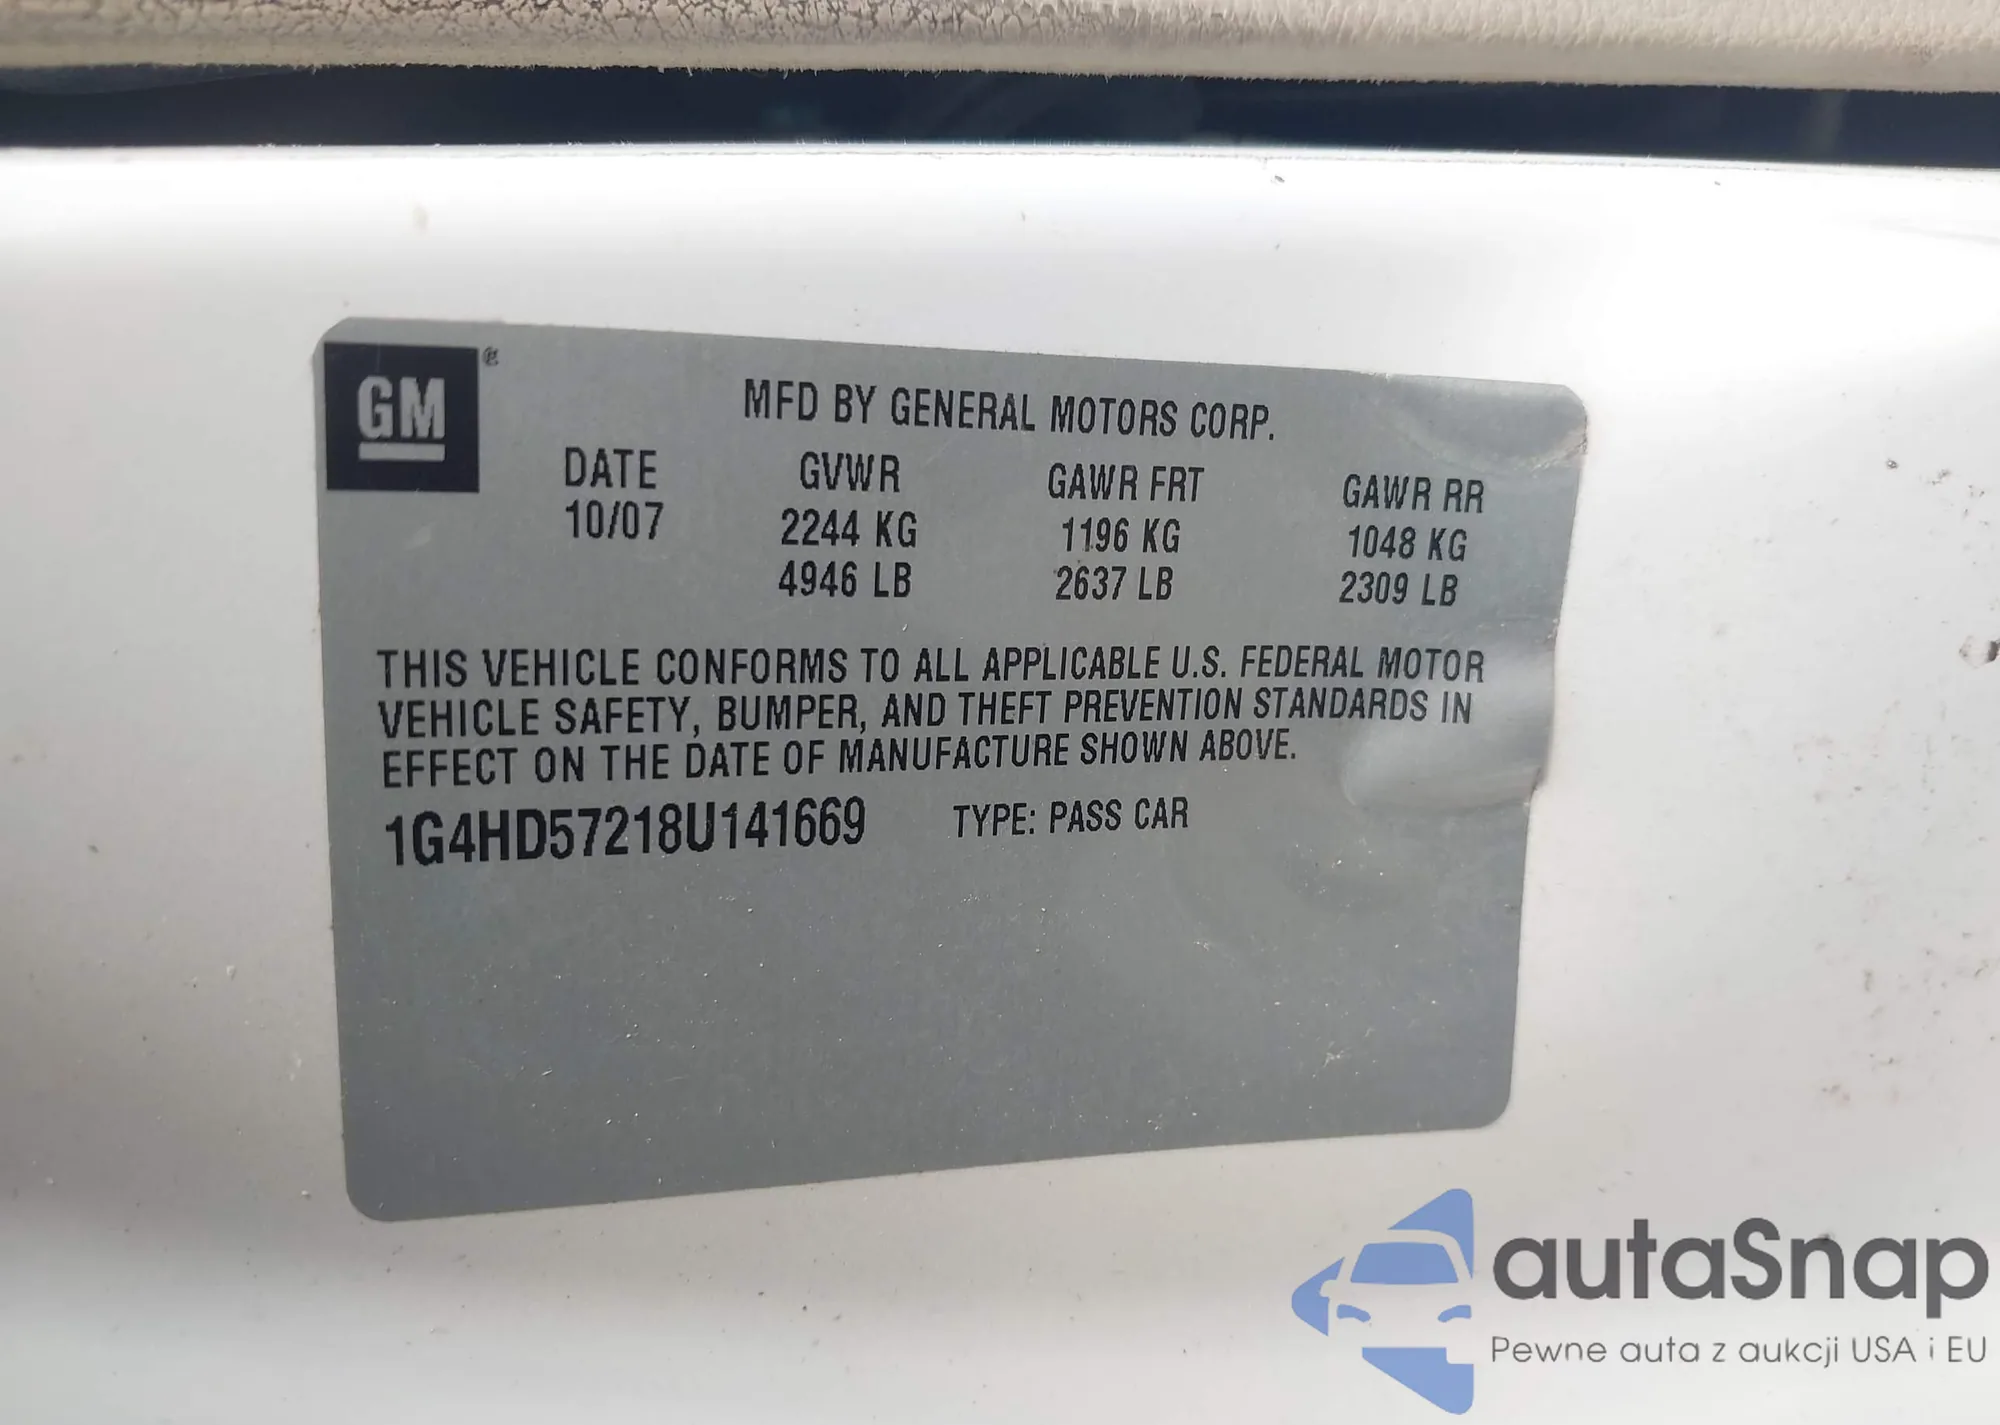 GM ®
MFD BY GENERAL MOTORS CORP.
DATE GVWR GAWR FRT GAWR RR
10/07 2244 KG 1196 KG 1048 KG
4946 LB 2637 LB 2309 LB
THIS VEHICLE CONFORMS TO ALL APPLICABLE U.S. FEDERAL MOTOR
VEHICLE SAFETY, BUMPER, AND THEFT PREVENTION STANDARDS IN
EFFECT ON THE DATE OF MANUFACTURE SHOWN ABOVE.
1G4HD57218U141669 TYPE: PASS CAR
autaSnap
Pewne auta z aukcji USA i EU